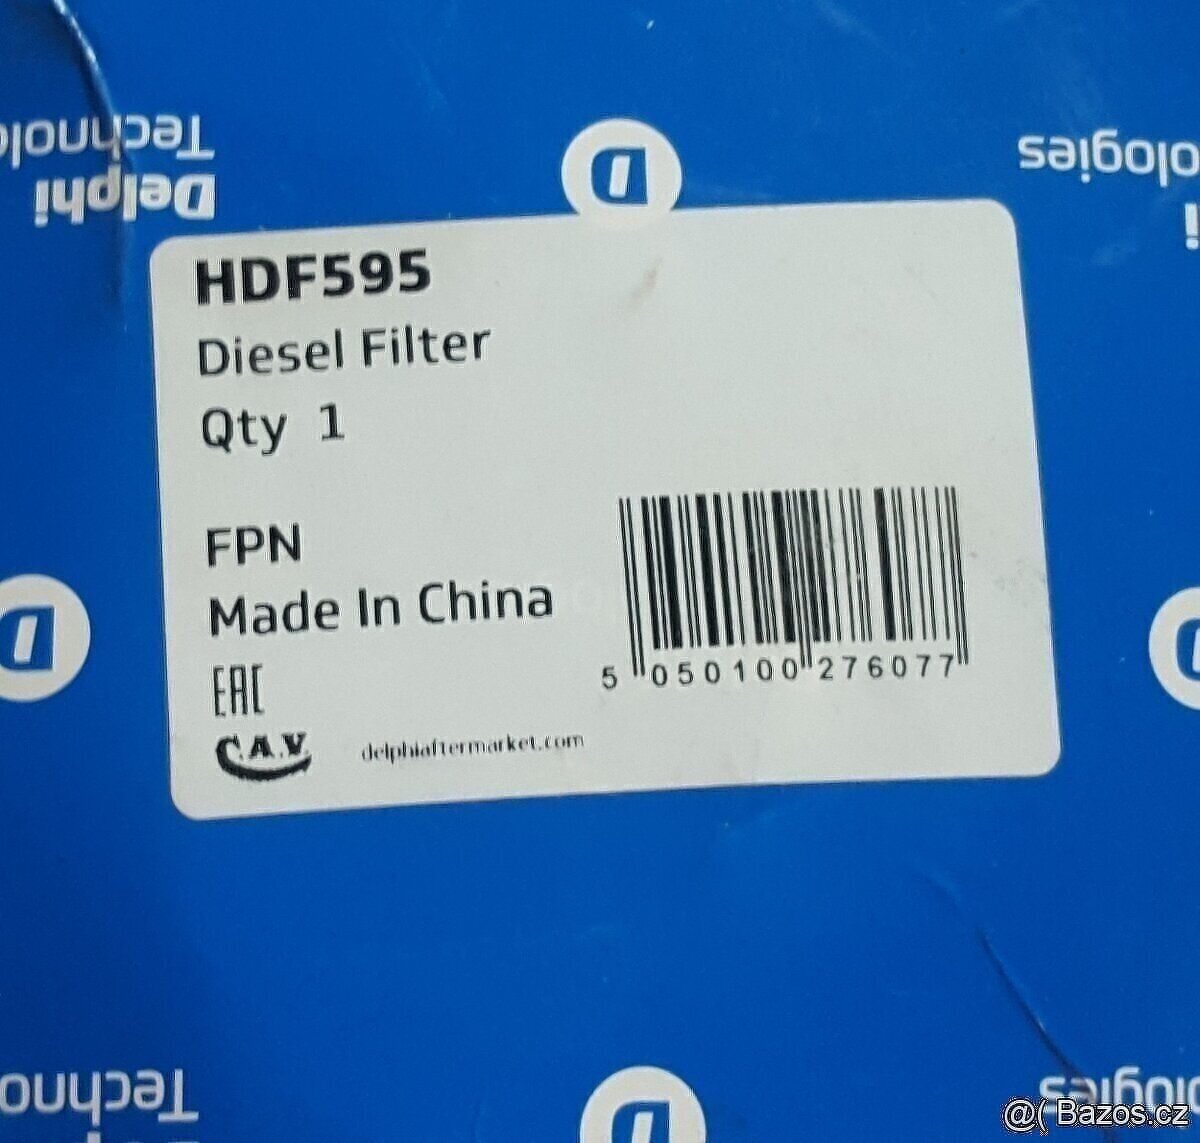 Technolo
Delphi
D
ologies
i
HDF595
Diesel Filter
Qty 1
FPN
Made In China
EAC
C.A.V.
delphiaftermarket.com
5 050100 276077
D
D
Techno
D
ologies
@( Bazos.cz